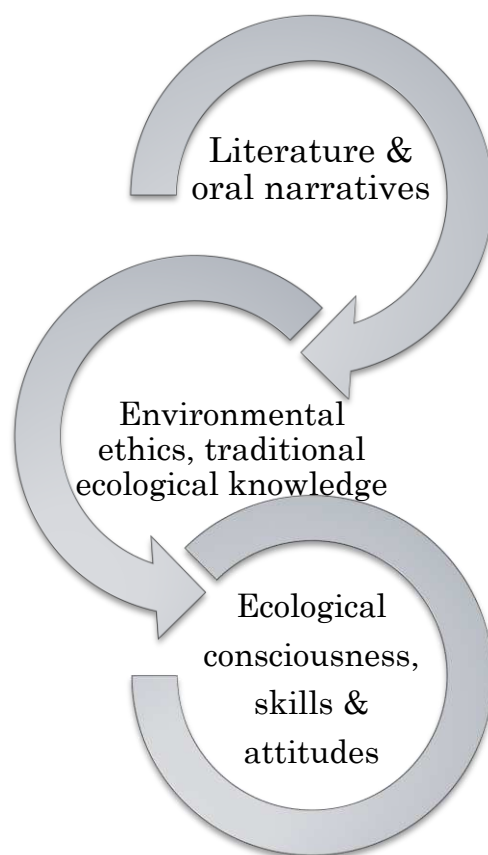 Literature &
oral narratives
Environmental
ethics, traditional
ecological knowledge
Ecological
consciousness,
skills &
attitudes